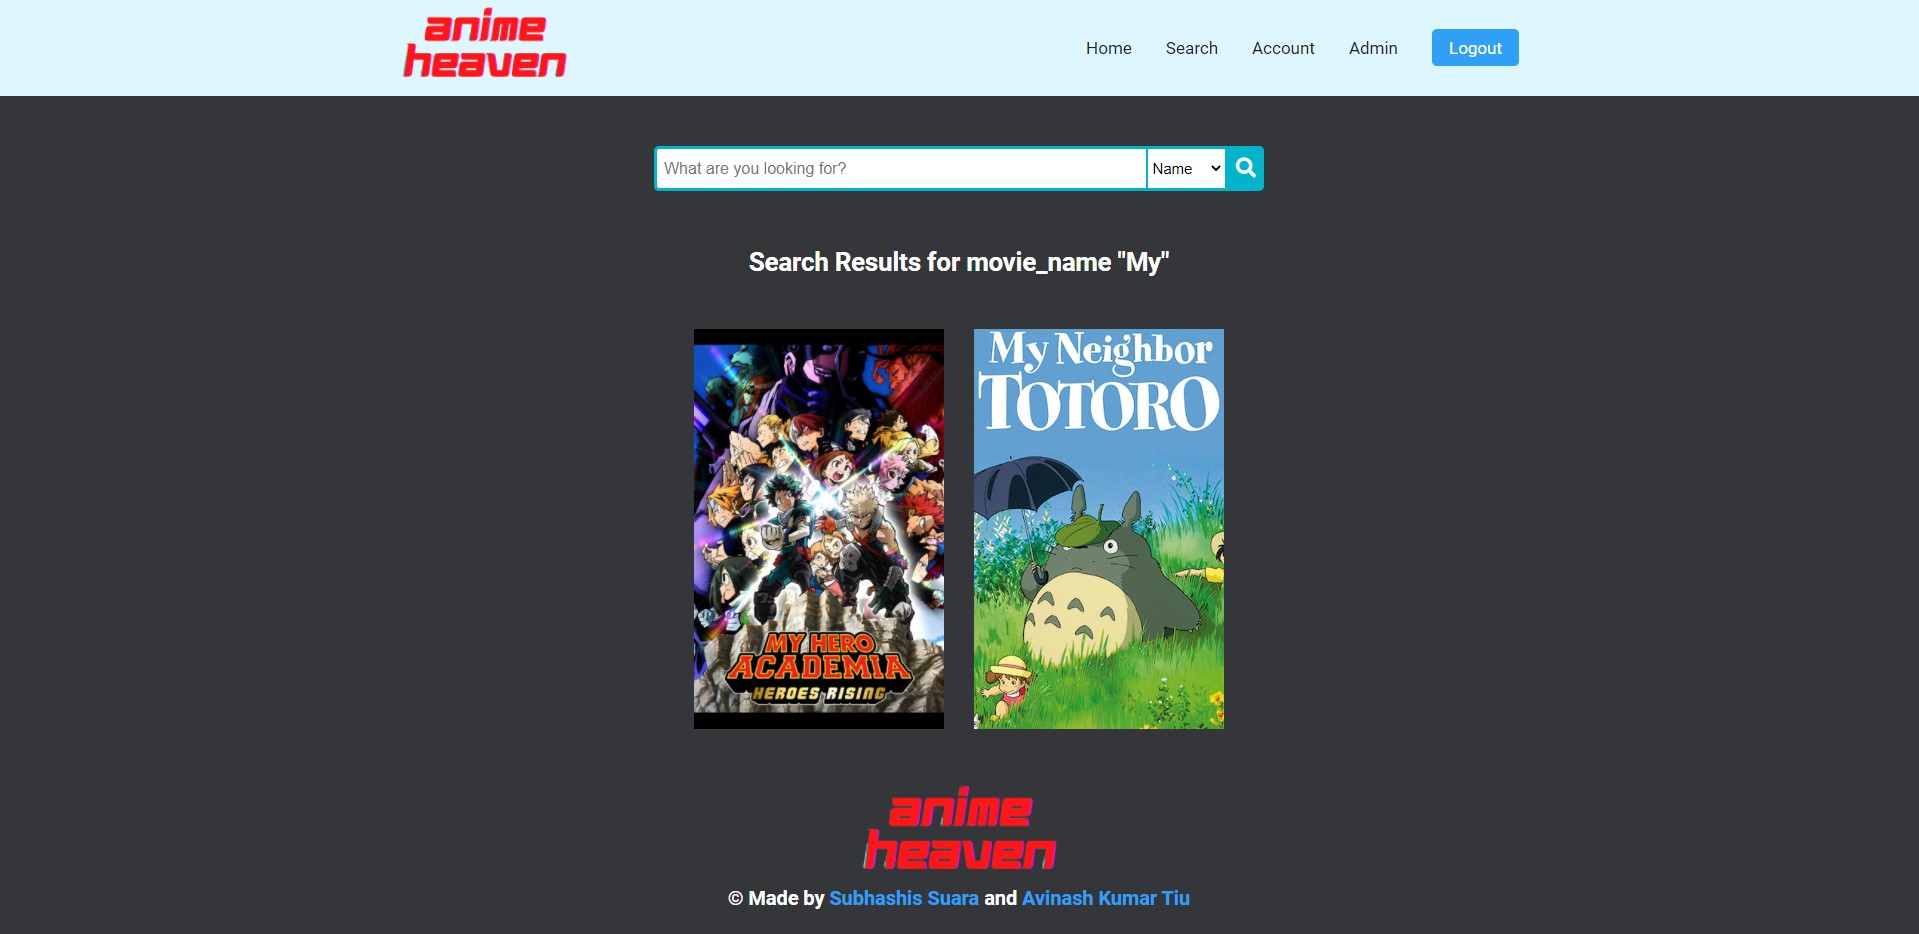 anime
heaven
Home Search Account Admin Logout
What are you looking for? Name
Search Results for movie_name "My"
MY HERO
ACADEMIA
HEROES RISING
My Neighbor
TOTORO
anime
heaven
© Made by Subhashis Suara and Avinash Kumar Tiu